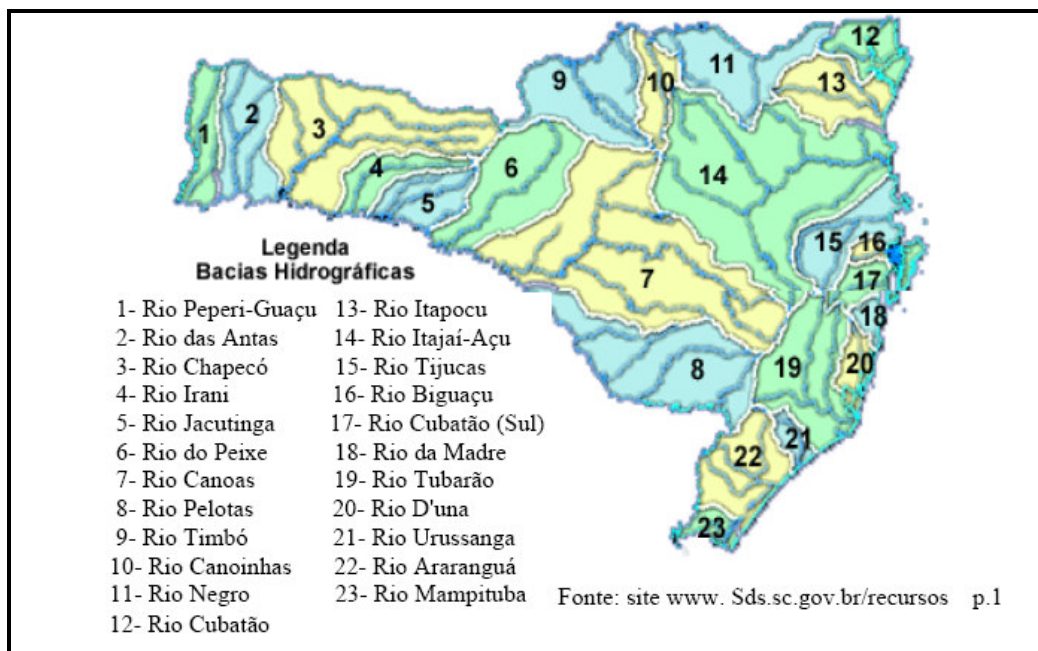 12
11
9
10
13
2
3
1
14
6
4
5
15
16
7
17
18
8
19
20
21
22
23
Legenda
Bacias Hidrográficas
1- Rio Peperi-Guaçu
2- Rio das Antas
3- Rio Chapecó
4- Rio Irani
5- Rio Jacutinga
6- Rio do Peixe
7- Rio Canoas
8- Rio Pelotas
9- Rio Timbó
10- Rio Canoinhas
11- Rio Negro
12- Rio Cubatão
13- Rio Itapocu
14- Rio Itajaí-Açu
15- Rio Tijucas
16- Rio Biguaçu
17- Rio Cubatão (Sul)
18- Rio da Madre
19- Rio Tubarão
20- Rio D'una
21- Rio Urussanga
22- Rio Araranguá
23- Rio Mampituba
Fonte: site www. Sds.sc.gov.br/recursos p.1